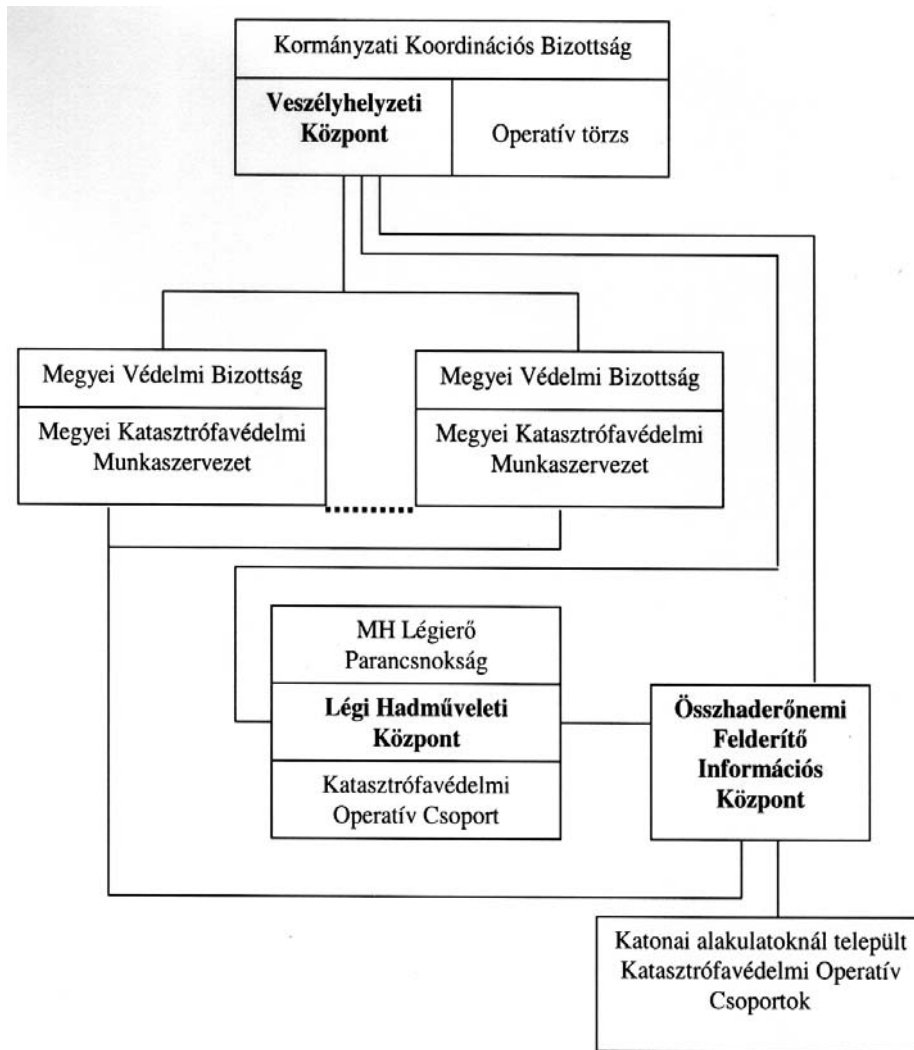 Kormányzati Koordinációs Bizottság
Veszélyhelyzeti
Központ
Operatív törzs
Megyei Védelmi Bizottság
Megyei Katasztrófavédelmi
Munkaszervezet
Megyei Védelmi Bizottság
Megyei Katasztrófavédelmi
Munkaszervezet
MH Légierő
Parancsnokság
Légi Hadműveleti
Központ
Katasztrófavédelmi
Operatív Csoport
Összhaderőnemi
Felderítő
Információs
Központ
Katonai alakulatoknál települt
Katasztrófavédelmi Operatív
Csoportok